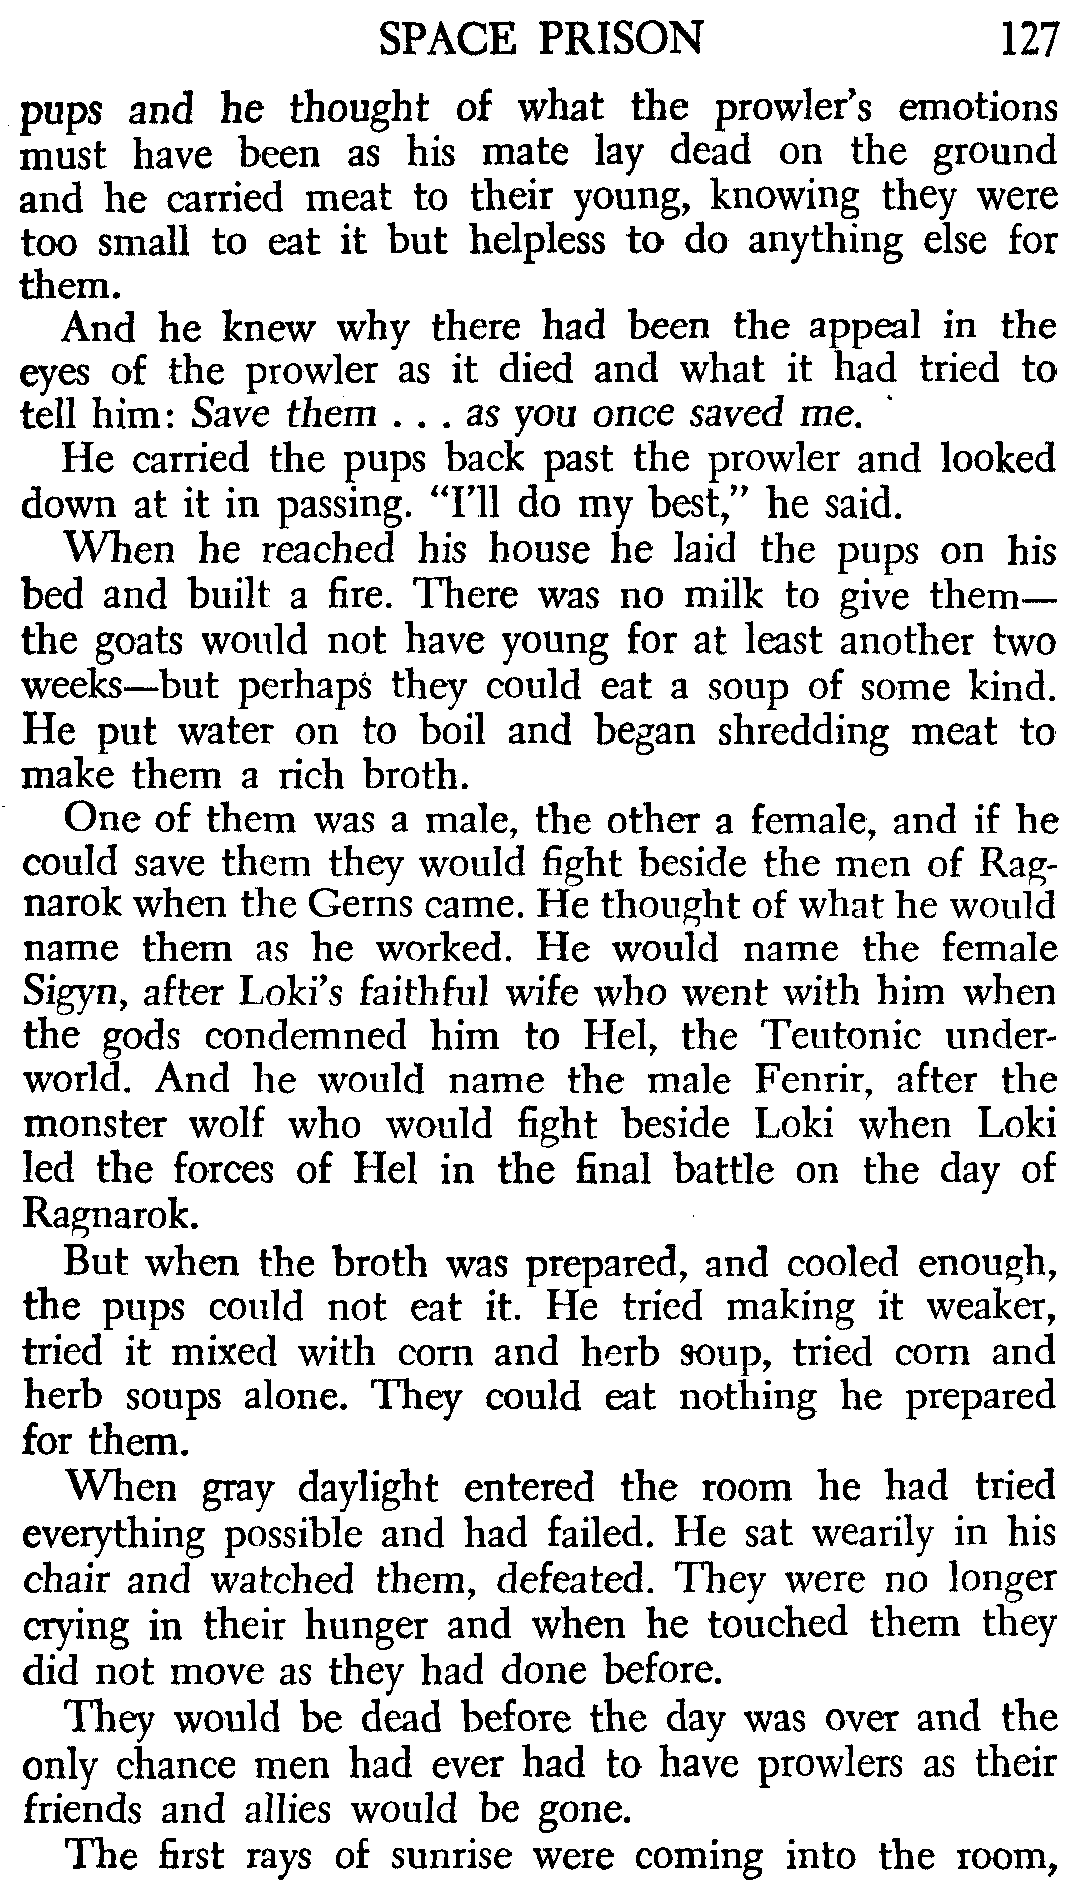 SPACE PRISON 127
pups and he thought of what the prowler's emotions
must have been as his mate lay dead on the ground
and he carried meat to their young, knowing they were
too small to eat it but helpless to do anything else for
them.
And he knew why there had been the appeal in the
eyes of the prowler as it died and what it had tried to
tell him: Save them . . . as you once saved me.
He carried the pups back past the prowler and looked
down at it in passing. “I'll do my best,” he said.
When he reached his house he laid the pups on his
bed and built a fire. There was no milk to give them—
the goats would not have young for at least another two
weeks—but perhaps they could eat a soup of some kind.
He put water on to boil and began shredding meat to
make them a rich broth.
One of them was a male, the other a female, and if he
could save them they would fight beside the men of Rag-
narok when the Gerns came. He thought of what he would
name them as he worked. He would name the female
Sigyn, after Loki's faithful wife who went with him when
the gods condemned him to Hel, the Teutonic under-
world. And he would name the male Fenrir, after the
monster wolf who would fight beside Loki when Loki
led the forces of Hel in the final battle on the day of
Ragnarok.
But when the broth was prepared, and cooled enough,
the pups could not eat it. He tried making it weaker,
tried it mixed with corn and herb soup, tried corn and
herb soups alone. They could eat nothing he prepared
for them.
When gray daylight entered the room he had tried
everything possible and had failed. He sat wearily in his
chair and watched them, defeated. They were no longer
crying in their hunger and when he touched them they
did not move as they had done before.
They would be dead before the day was over and the
only chance men had ever had to have prowlers as their
friends and allies would be gone.
The first rays of sunrise were coming into the room,